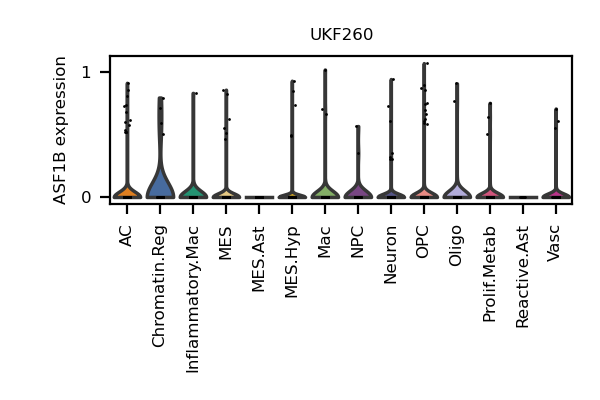 UKF260
ASF1B expression
1
0
AC
Chromatin.Reg
Inflammatory.Mac
MES
MES.Ast
MES.Hyp
Mac
NPC
Neuron
OPC
Oligo
Prolif.Metab
Reactive.Ast
Vasc